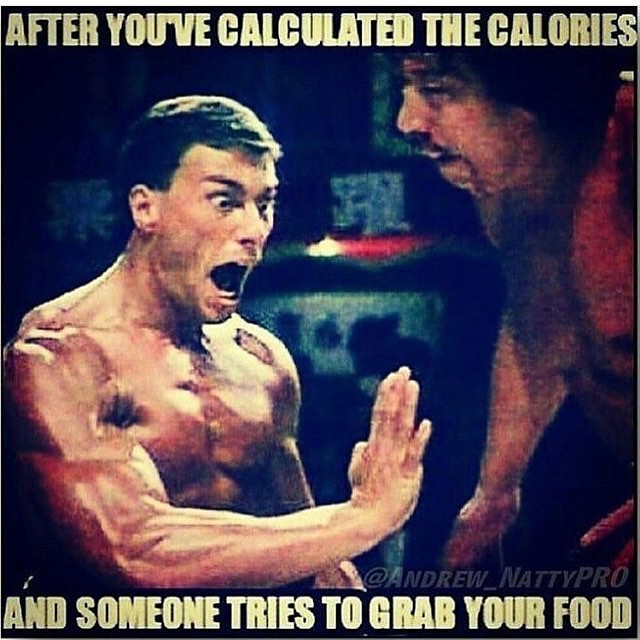 AFTER YOU'VE CALCULATED THE CALORIES
@ANDREW_NATTYPRO
AND SOMEONE TRIES TO GRAB YOUR FOOD